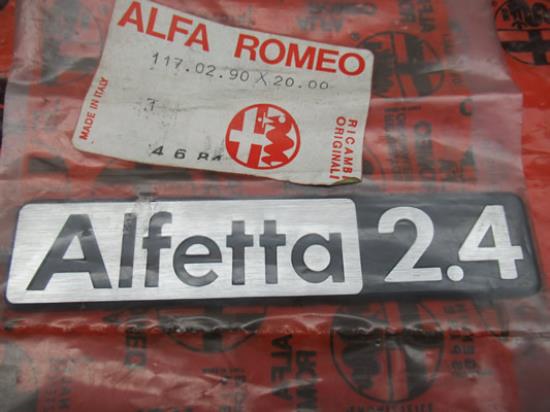 ALFA ROMEO
117.02.90 X 20.00
MADE IN ITALY
RICAMBI
ORIGINALI
Alfetta 2.4